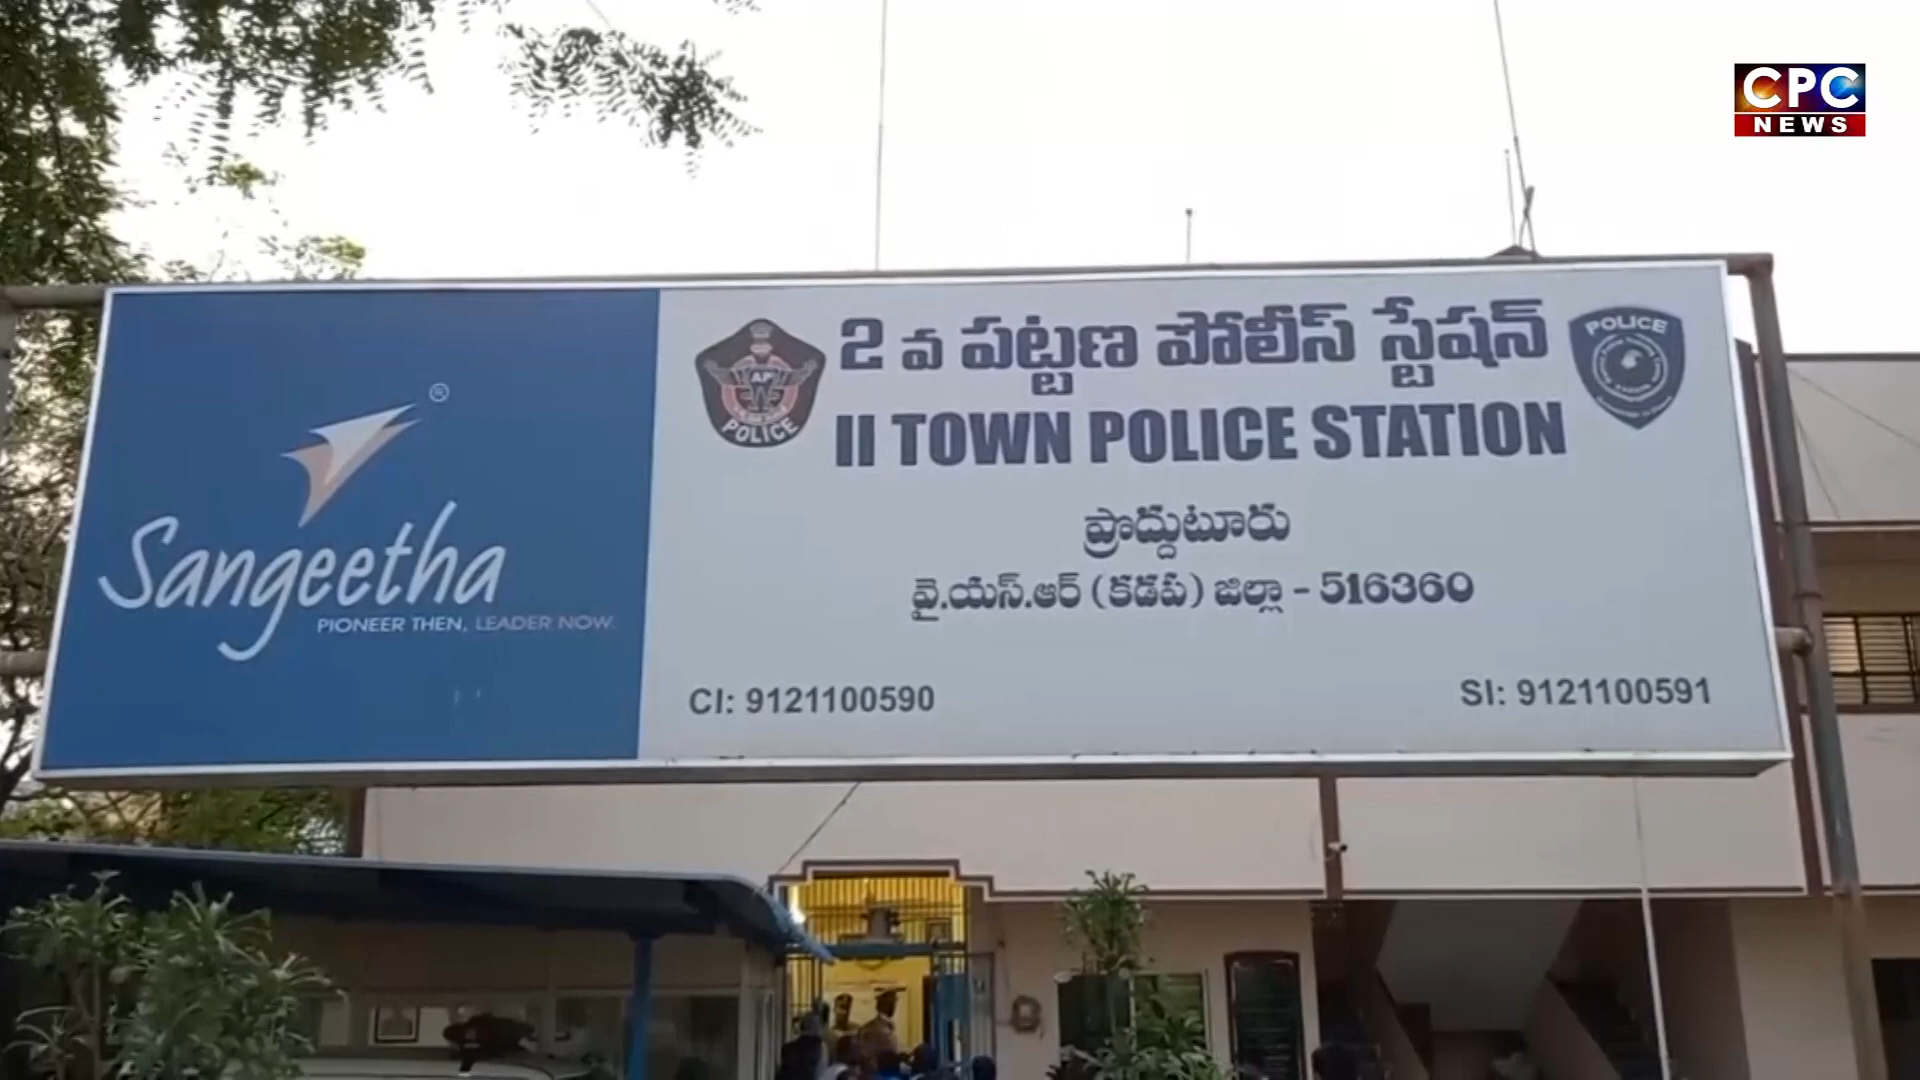 CPC
NEWS
Sangeetha ®
PIONEER THEN, LEADER NOW.
AP
POLICE
2 వ పట్టణ పోలీస్ స్టేషన్
II TOWN POLICE STATION
POLICE
ప్రొద్దుటూరు
వై.యస్.ఆర్ (కడప) జిల్లా - 516360
CI: 9121100590
SI: 9121100591